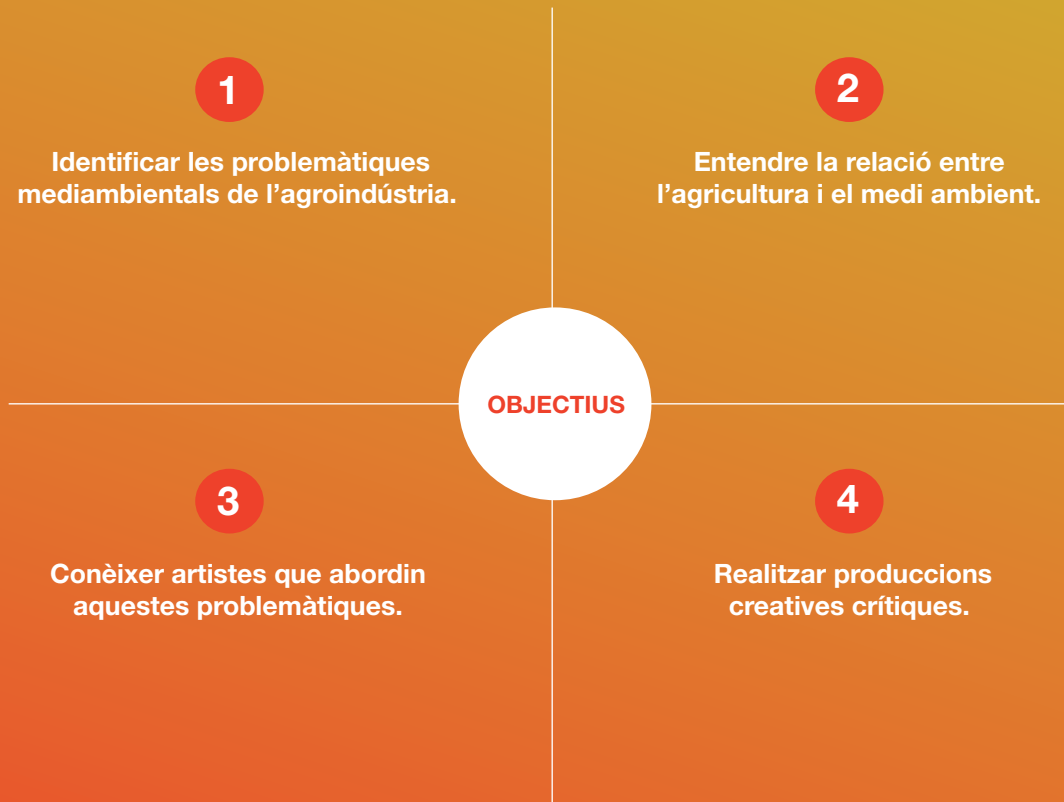 1
Identificar les problemàtiques
mediambientals de l’agroindústria.
2
Entendre la relació entre
l’agricultura i el medi ambient.
OBJECTIUS
3
Conèixer artistes que abordin
aquestes problemàtiques.
4
Realitzar produccions
creatives crítiques.